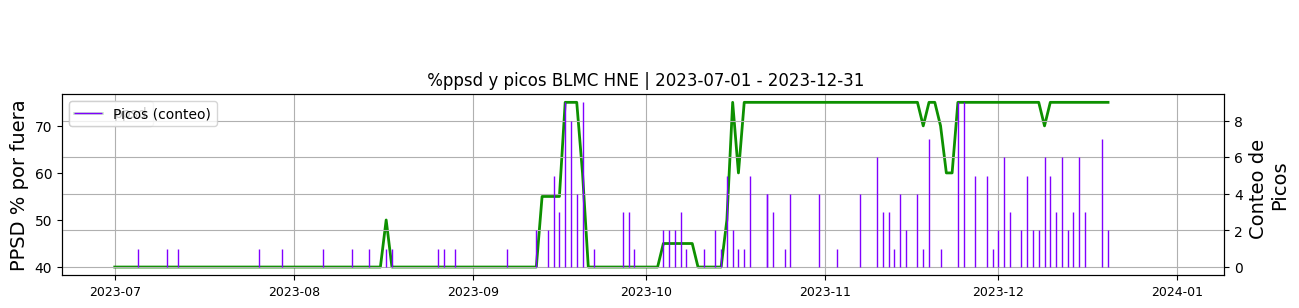 %ppsd y picos BLMC HNE | 2023-07-01 - 2023-12-31
Picos (conteo)
PPSD % por fuera
70
60
50
40
8
6
4
2
0
Conteo de
Picos
2023-07 2023-08 2023-09 2023-10 2023-11 2023-12 2024-01